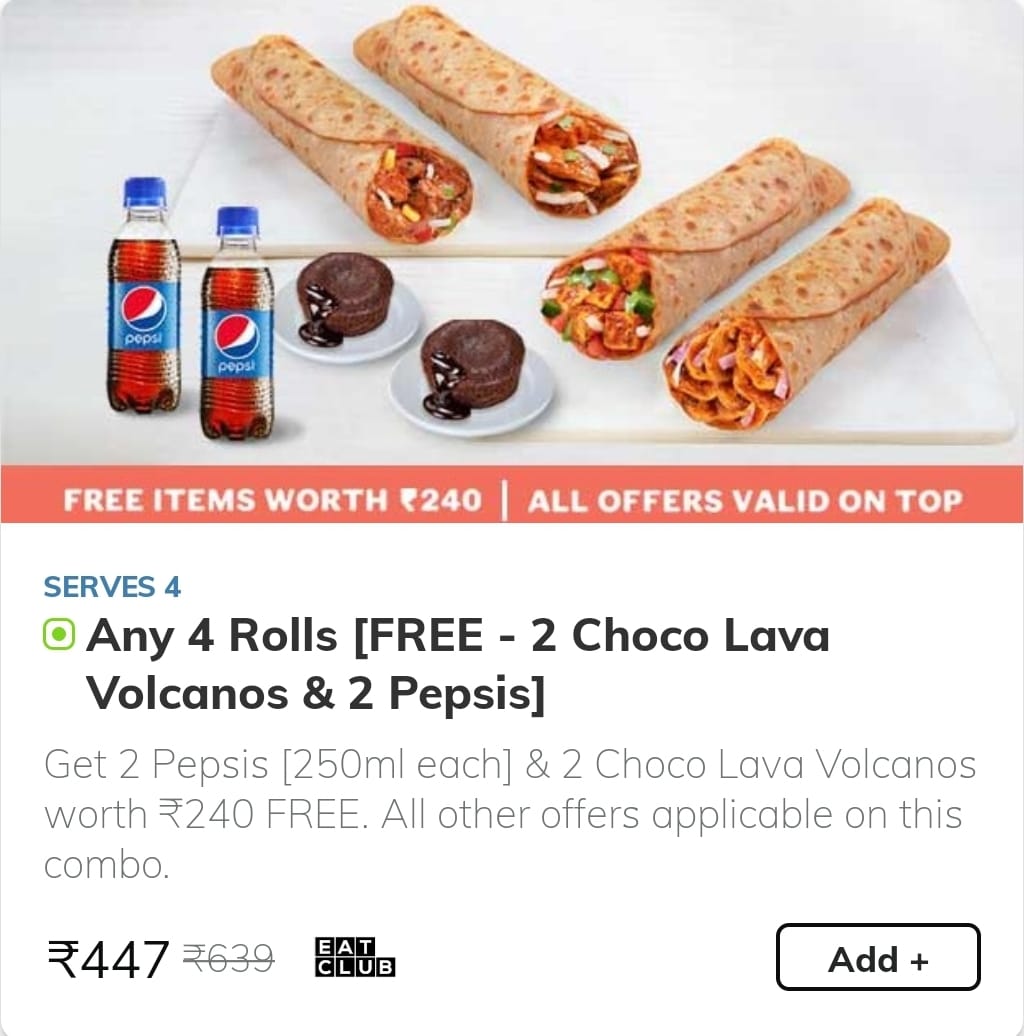 pepsi
pepsi
FREE ITEMS WORTH ₹240 | ALL OFFERS VALID ON TOP
SERVES 4
Any 4 Rolls [FREE - 2 Choco Lava
Volcanos & 2 Pepsis]
Get 2 Pepsis [250ml each] & 2 Choco Lava Volcanos
worth ₹240 FREE. All other offers applicable on this
combo.
₹447 ₹639 EAT CLUB Add +